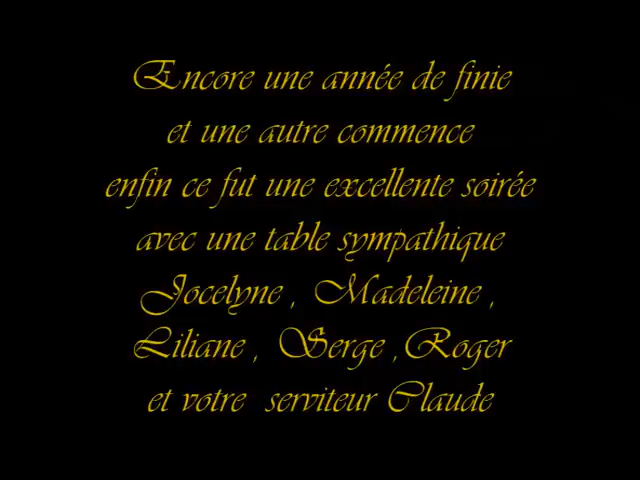 Encore une année de finie
et une autre commence
enfin ce fut une excellente soirée
avec une table sympathique
Jocelyne , Madeleine ,
Liliane , Serge ,Roger
et votre serviteur Claude